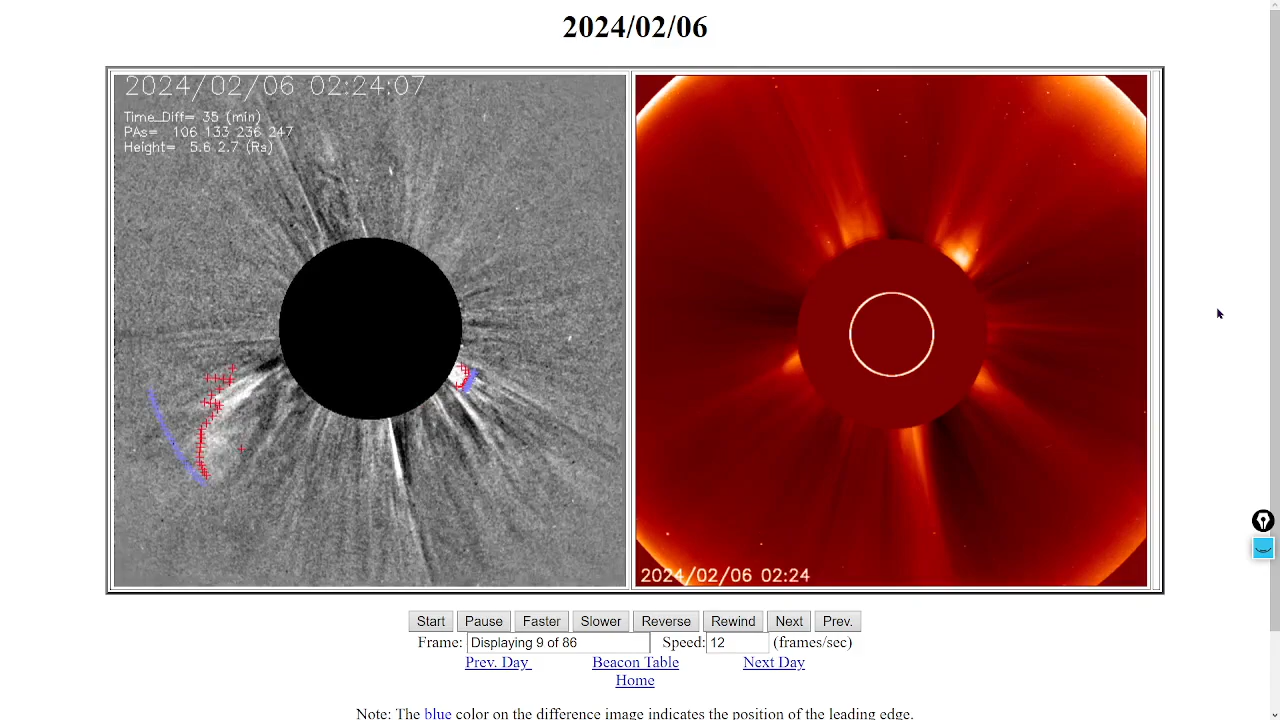 2024/02/06
2024/02/06 02:24:07
Time_Diff= 35 (min)
PAs= 106 133 236 247
Height= 5.6 2.7 (Rs)
2024/02/06 02:24
Start Pause Faster Slower Reverse Rewind Next Prev.
Frame: Displaying 9 of 86 Speed: 12 (frames/sec)
Prev. Day Beacon Table Next Day
Home
Note: The blue color on the difference image indicates the position of the leading edge.